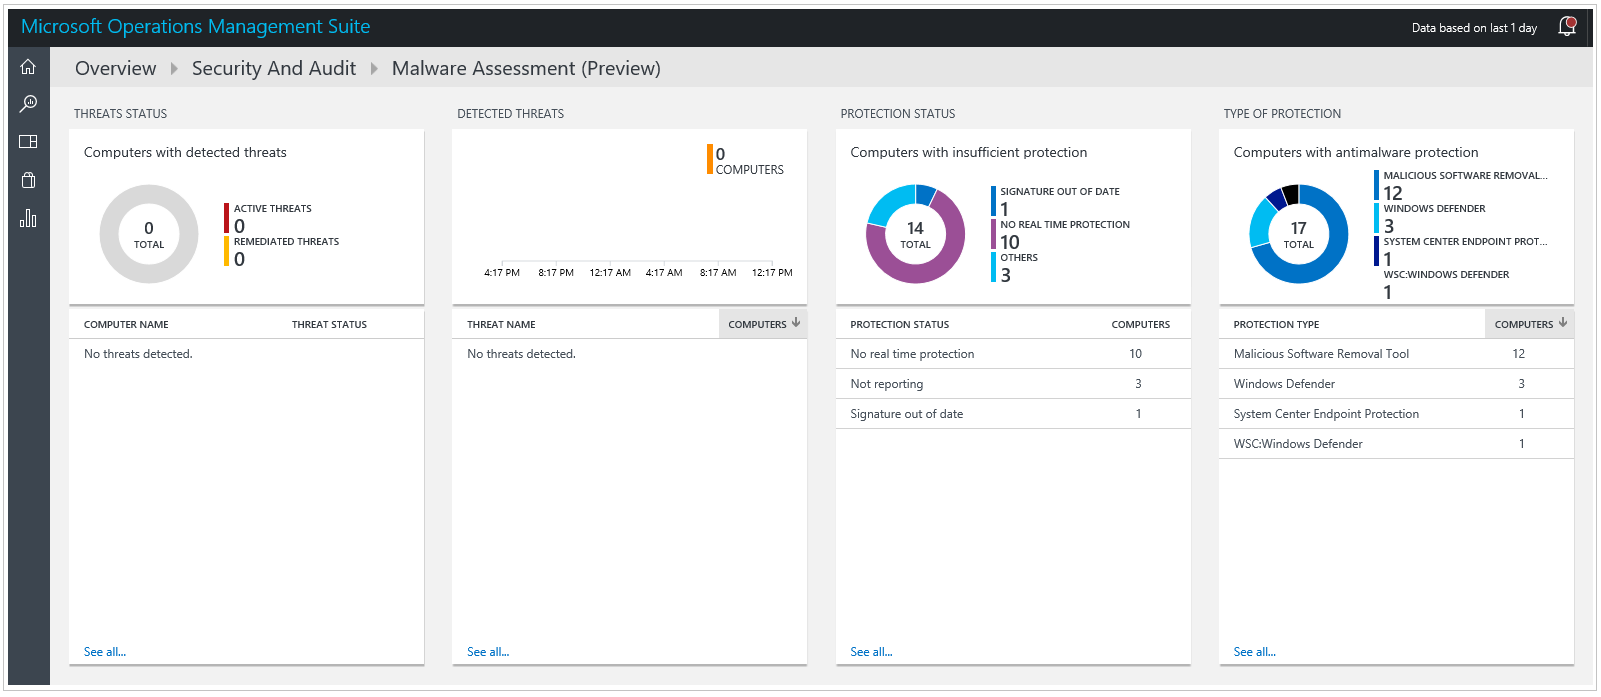 Microsoft Operations Management Suite
Data based on last 1 day
Overview Security And Audit Malware Assessment (Preview)
THREATS STATUS
Computers with detected threats
0
TOTAL
ACTIVE THREATS
0
REMEDIATED THREATS
0
COMPUTER NAME THREAT STATUS
No threats detected.
See all...
DETECTED THREATS
0
COMPUTERS
4:17 PM 8:17 PM 12:17 AM 4:17 AM 8:17 AM 12:17 PM
THREAT NAME COMPUTERS
No threats detected.
See all...
PROTECTION STATUS
Computers with insufficient protection
14
TOTAL
SIGNATURE OUT OF DATE
1
NO REAL TIME PROTECTION
10
OTHERS
3
PROTECTION STATUS COMPUTERS
No real time protection 10
Not reporting 3
Signature out of date 1
See all...
TYPE OF PROTECTION
Computers with antimalware protection
17
TOTAL
MALICIOUS SOFTWARE REMOVAL...
12
WINDOWS DEFENDER
3
SYSTEM CENTER ENDPOINT PROT...
1
WSC:WINDOWS DEFENDER
1
PROTECTION TYPE COMPUTERS
Malicious Software Removal Tool 12
Windows Defender 3
System Center Endpoint Protection 1
WSC:Windows Defender 1
See all...